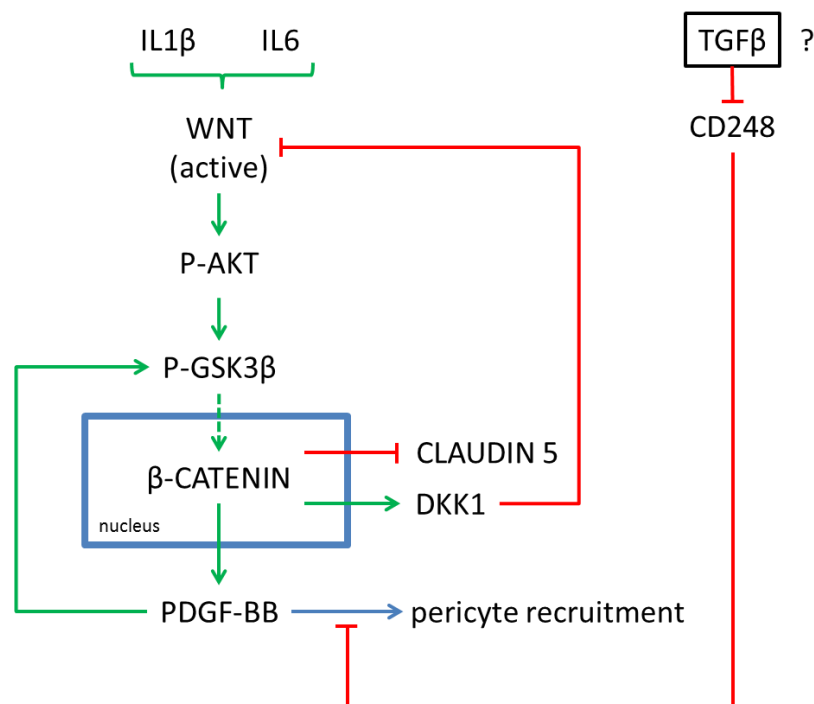 IL1β IL6
TGFβ ?
WNT
(active)
CD248
P-AKT
P-GSK3β
CLAUDIN 5
β-CATENIN
DKK1
nucleus
PDGF-BB pericyte recruitment